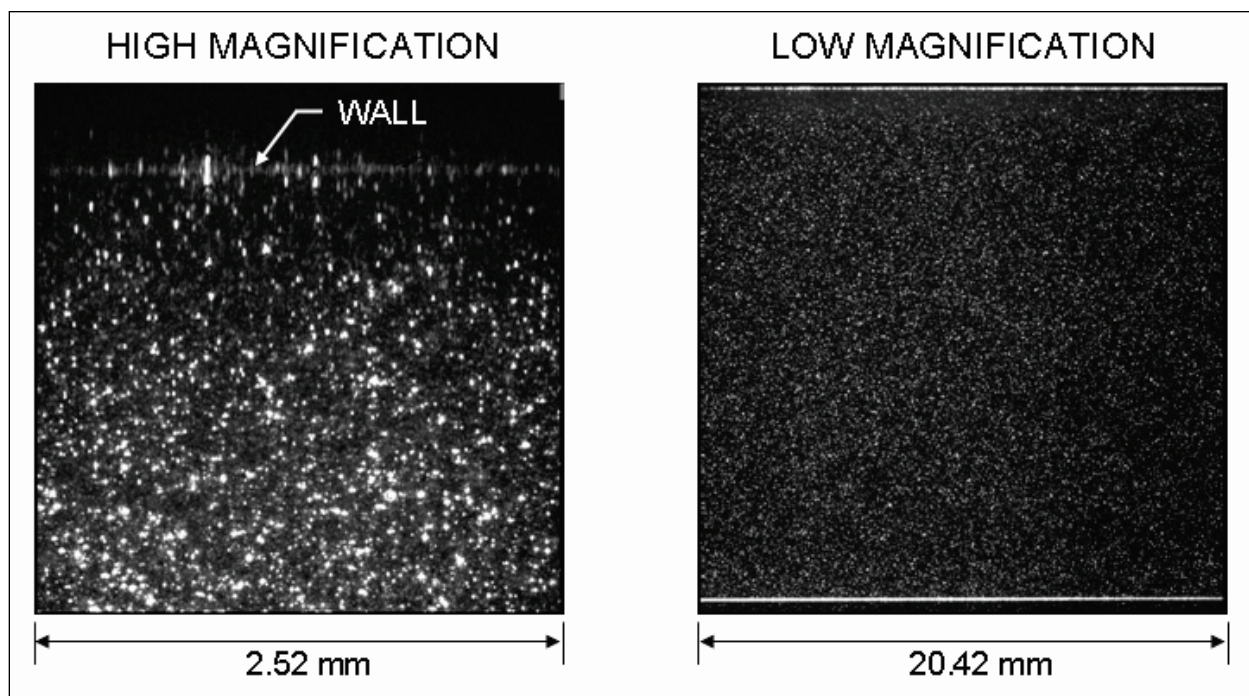 HIGH MAGNIFICATION
LOW MAGNIFICATION
WALL
2.52 mm
20.42 mm